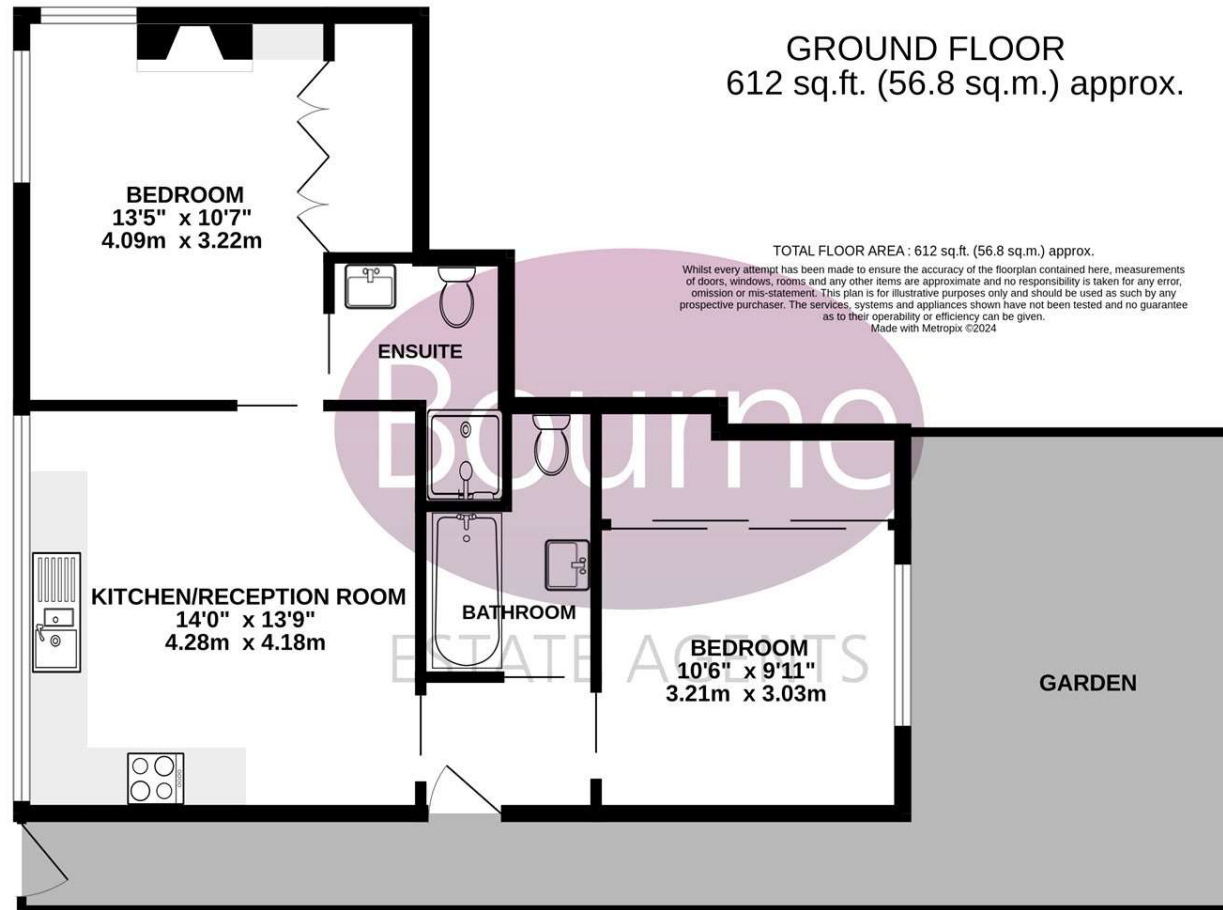 GROUND FLOOR
612 sq.ft. (56.8 sq.m.) approx.
BEDROOM
13'5" x 10'7"
4.09m x 3.22m
TOTAL FLOOR AREA : 612 sq.ft. (56.8 sq.m.) approx.
Whilst every attempt has been made to ensure the accuracy of the floorplan contained here, measurements
of doors, windows, rooms and any other items are approximate and no responsibility is taken for any error,
omission or mis-statement. This plan is for illustrative purposes only and should be used as such by any
prospective purchaser. The services, systems and appliances shown have not been tested and no guarantee
as to their operability or efficiency can be given.
Made with Metropix ©2024
ENSUITE
Bourne
KITCHEN/RECEPTION ROOM
14'0" x 13'9"
4.28m x 4.18m
BATHROOM
ESTATE AGENTS
BEDROOM
10'6" x 9'11"
3.21m x 3.03m
GARDEN